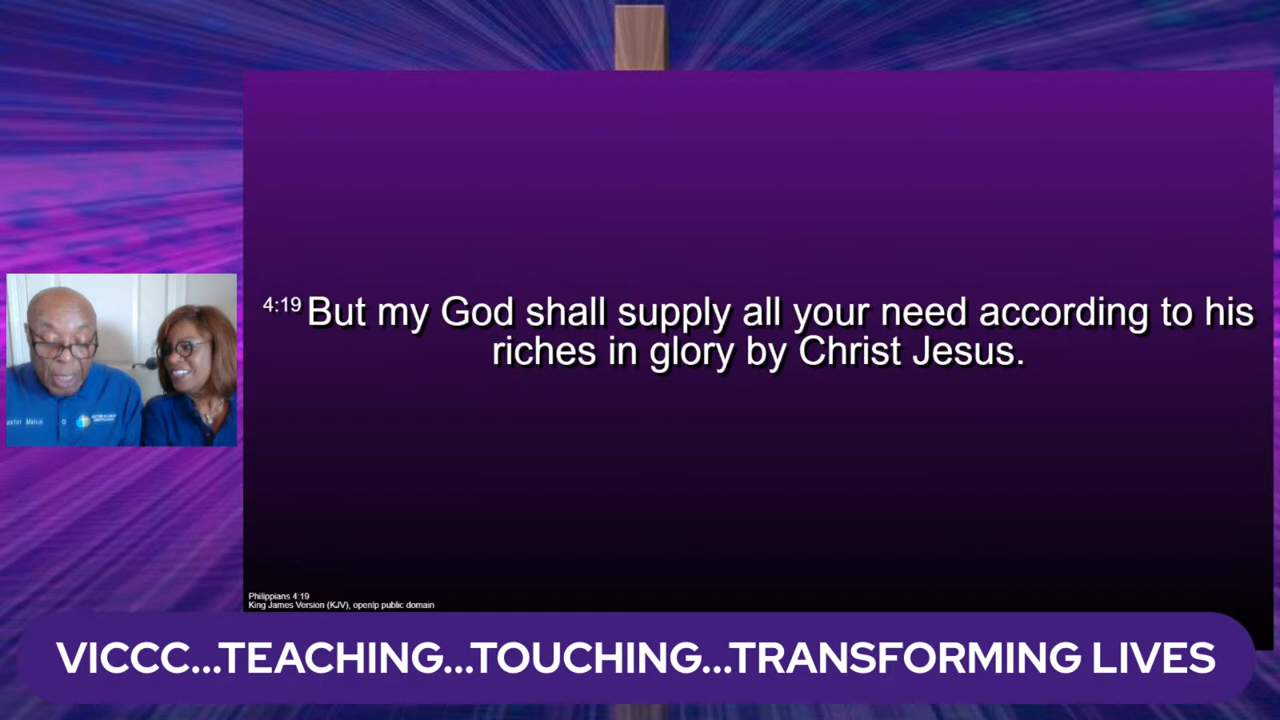 4:19 But my God shall supply all your need according to his
riches in glory by Christ Jesus.
Philippians 4:19
King James Version (KJV), openlp public domain
VICCC...TEACHING...TOUCHING...TRANSFORMING LIVES